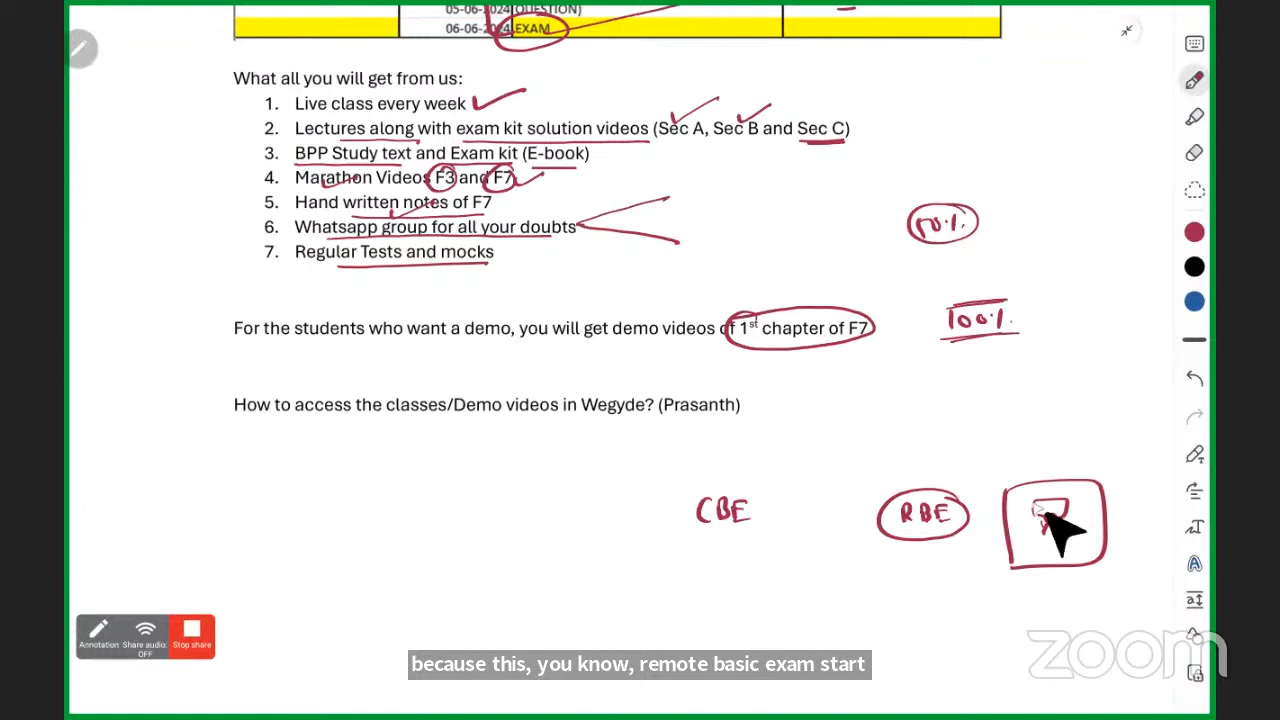 05-06-2024 (QUESTION)
06-06-2024 EXAM
What all you will get from us:
1. Live class every week
2. Lectures along with exam kit solution videos (Sec A, Sec B and Sec C)
3. BPP Study text and Exam kit (E-book)
4. Marathon Videos F3 and F7
5. Hand written notes of F7
6. Whatsapp group for all your doubts
7. Regular Tests and mocks
For the students who want a demo, you will get demo videos of 1st chapter of F7
100%
How to access the classes/Demo videos in Wegyde? (Prasanth)
CBE RBE
Annotation Share audio: OFF Stop share
zoom
because this, you know, remote basic exam start